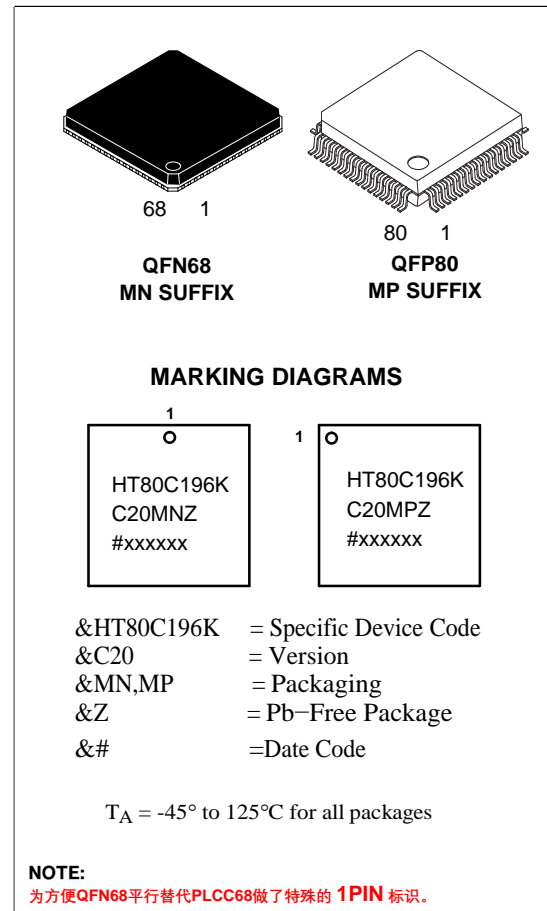 68 1
80 1
QFN68
MN SUFFIX
QFP80
MP SUFFIX
MARKING DIAGRAMS
1
HT80C196K
C20MNZ
#xxxxxx
1
HT80C196K
C20MPZ
#xxxxxx
&HT80C196K = Specific Device Code
&C20 = Version
&MN,MP = Packaging
&Z = Pb−Free Package
&# =Date Code
TA = -45° to 125°C for all packages
NOTE:
为方便QFN68平行替代PLCC68做了特殊的 1PIN 标识。